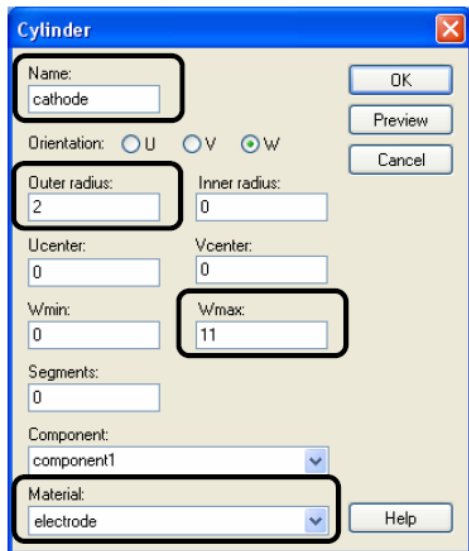 Cylinder
Name:
cathode
OK
Preview
Orientation: U V W
Cancel
Outer radius: Inner radius:
2 0
Ucenter: Vcenter:
0 0
Wmin: Wmax:
0 11
Segments:
0
Component:
component1
Material:
electrode
Help